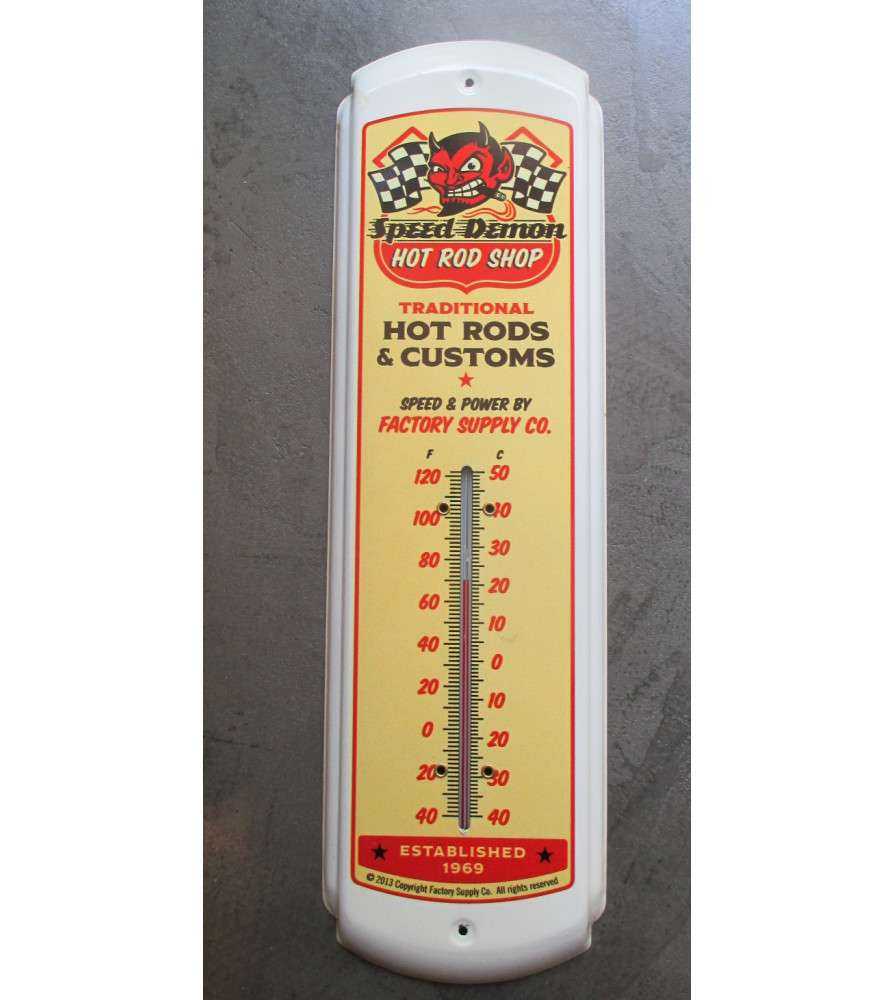 Speed Demon
HOT ROD SHOP
TRADITIONAL
HOT RODS
& CUSTOMS
SPEED & POWER BY
FACTORY SUPPLY CO.
F C
120 50
100 40
80 30
60 20
40 10
20 0
0 10
20 20
40 30
40
ESTABLISHED
1969
© 2013 Copyright Factory Supply Co. All rights reserved